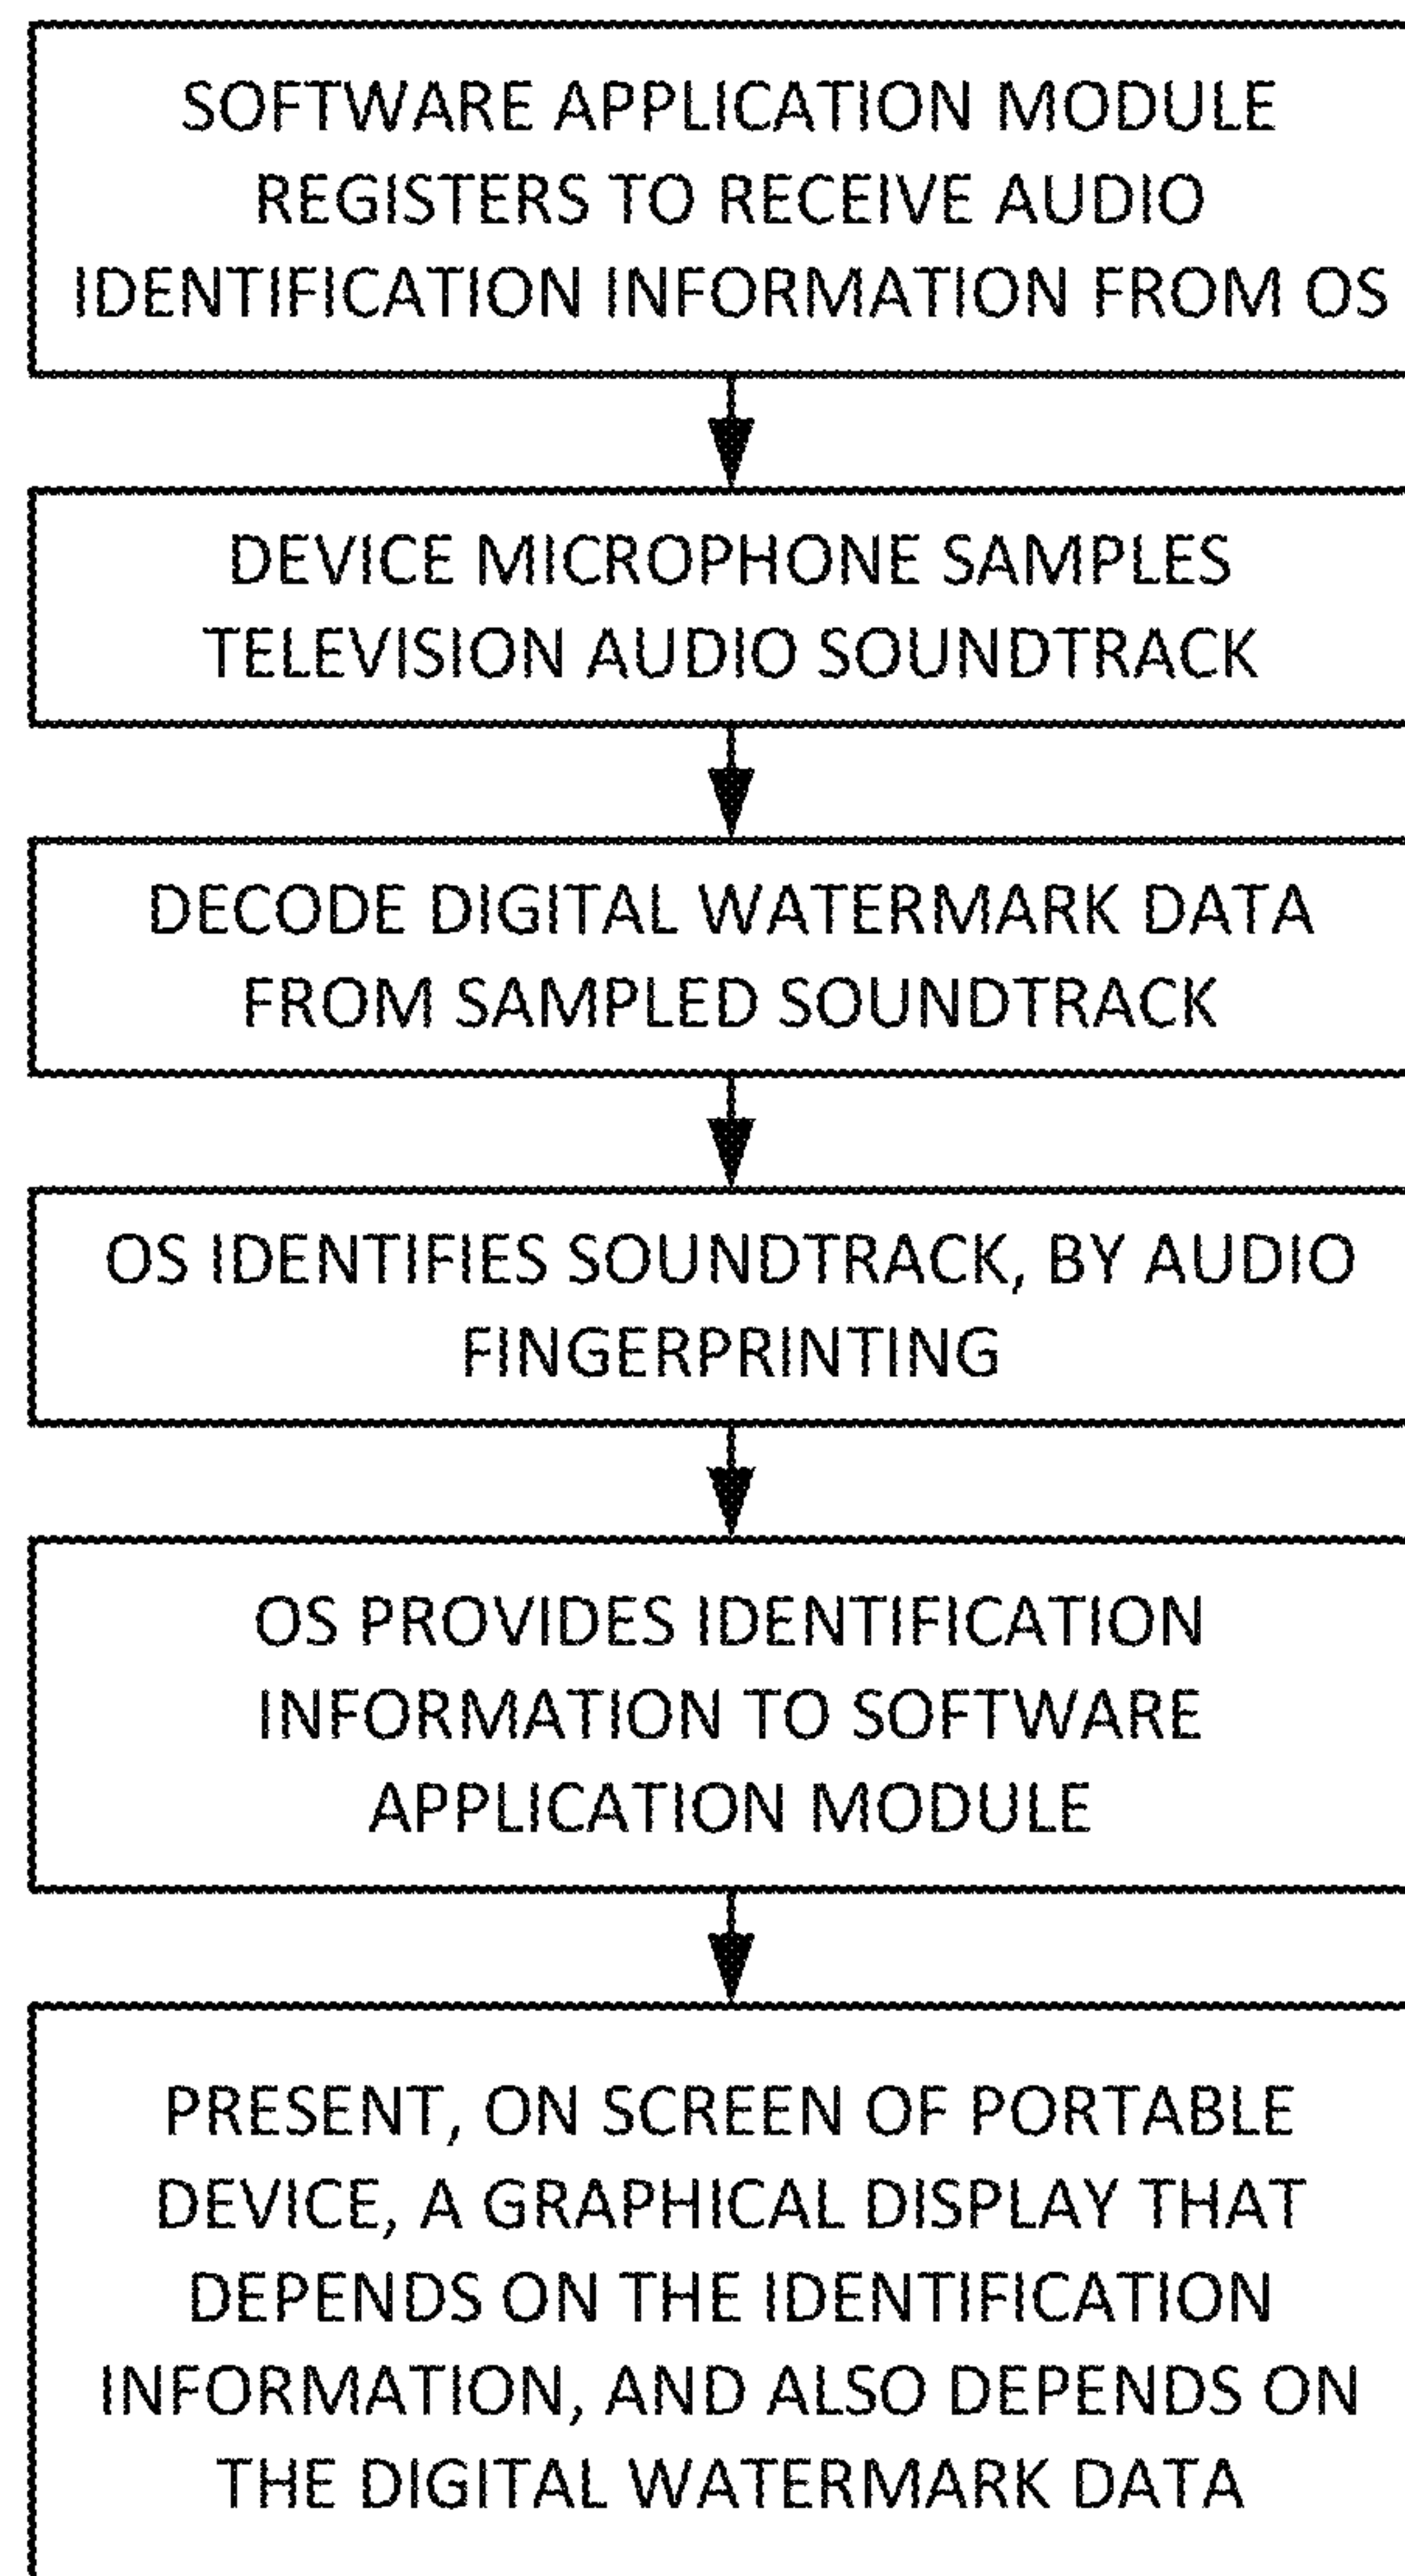 SOFTWARE APPLICATION MODULE
REGISTERS TO RECEIVE AUDIO
IDENTIFICATION INFORMATION FROM OS
DEVICE MICROPHONE SAMPLES
TELEVISION AUDIO SOUNDTRACK
DECODE DIGITAL WATERMARK DATA
FROM SAMPLED SOUNDTRACK
OS IDENTIFIES SOUNDTRACK, BY AUDIO
FINGERPRINTING
OS PROVIDES IDENTIFICATION
INFORMATION TO SOFTWARE
APPLICATION MODULE
PRESENT, ON SCREEN OF PORTABLE
DEVICE, A GRAPHICAL DISPLAY THAT
DEPENDS ON THE IDENTIFICATION
INFORMATION, AND ALSO DEPENDS ON
THE DIGITAL WATERMARK DATA